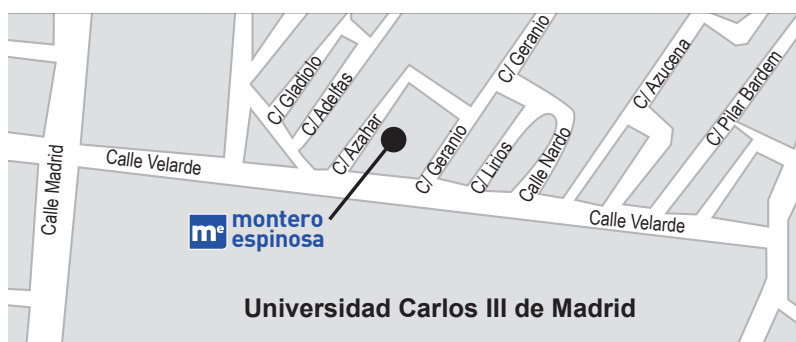 C/ Gladiolo
C/ Adelfas
C/ Azahar
C/ Geranio
C/ Geranio
C/ Lirios
Calle Nardo
C/ Azucena
C/ Pilar Bardem
Calle Madrid
Calle Velarde
Calle Velarde
me montero
espinosa
Universidad Carlos III de Madrid